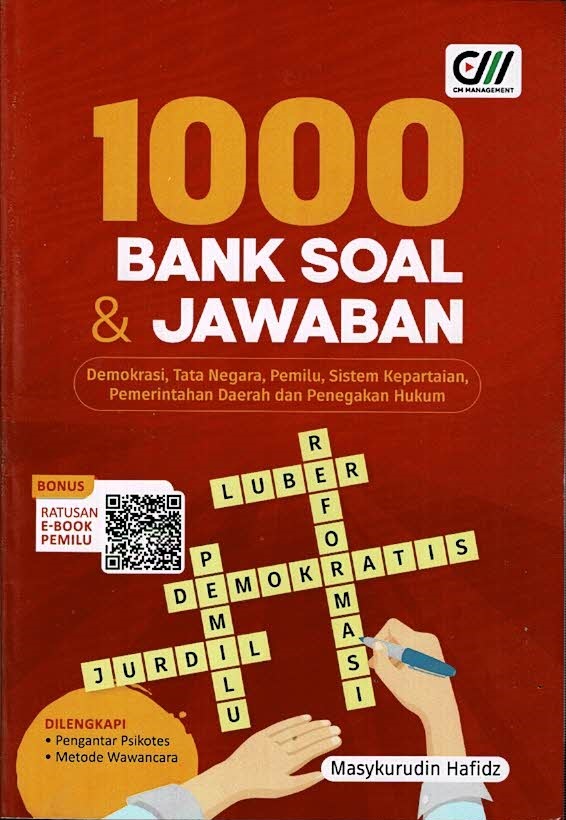 CM
CM MANAGEMENT
1000
BANK SOAL
& JAWABAN
Demokrasi, Tata Negara, Pemilu, Sistem Kepartaian,
Pemerintahan Daerah dan Penegakan Hukum
BONUS
RATUSAN
E-BOOK
PEMILU
REFORMASI
LUBER
PEMILU
DEMOKRATIS
JURDIL
DILENGKAPI
• Pengantar Psikotes
• Metode Wawancara
Masykurudin Hafidz